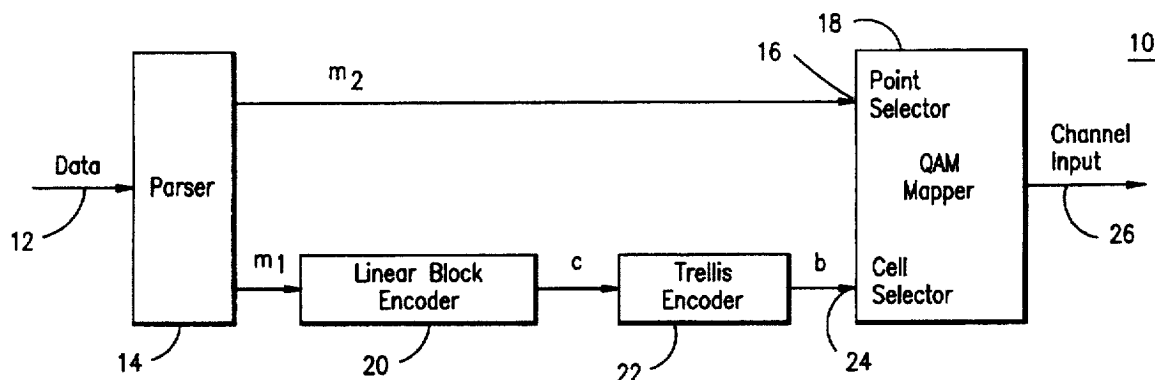 18
10
m2
16
Point
Selector
Data
Parser
QAM
Mapper
Channel
Input
12
26
m1
Linear Block
Encoder
c
Trellis
Encoder
b
Cell
Selector
14
20
22
24